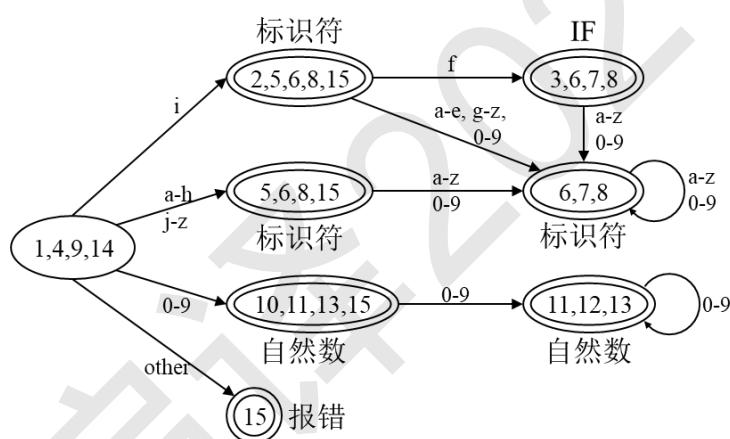 标识符
IF
2,5,6,8,15
f
3,6,7,8
i
a-e, g-z,
0-9
a-z
0-9
a-h
j-z
5,6,8,15
a-z
0-9
6,7,8
a-z
0-9
标识符
标识符
1,4,9,14
0-9
10,11,13,15
0-9
11,12,13
0-9
自然数
自然数
other
15
报错